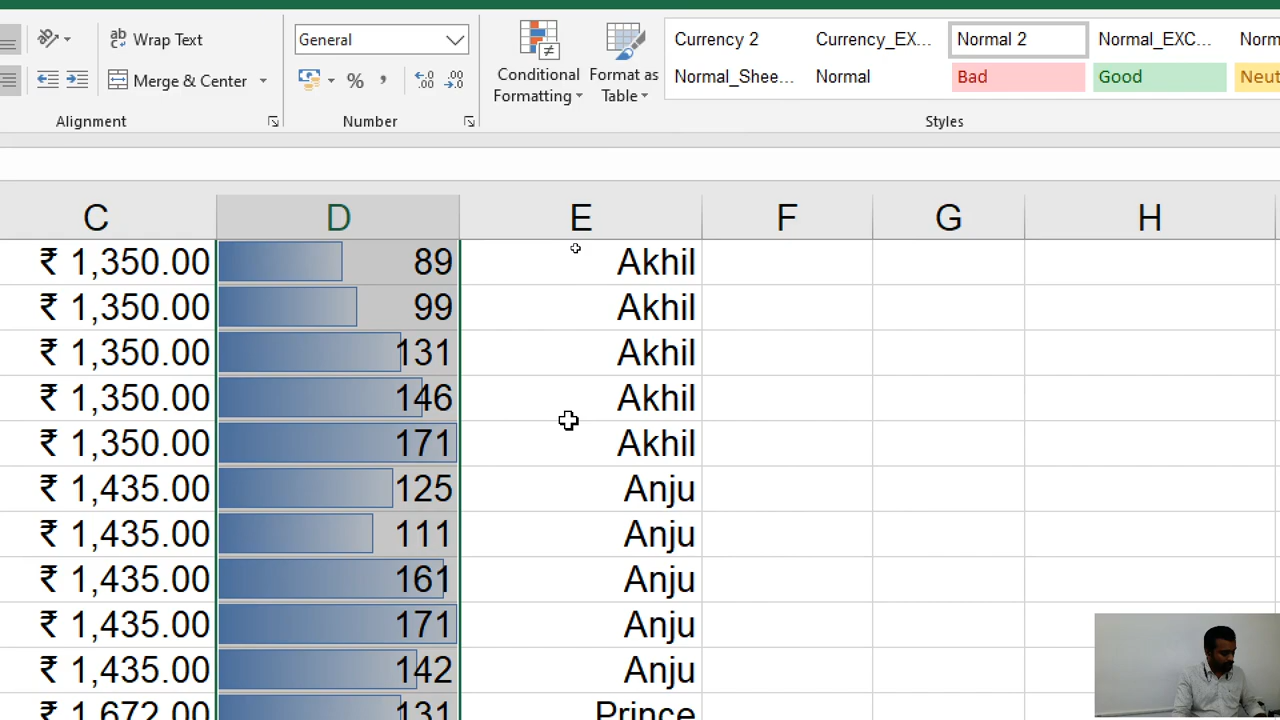 ab Wrap Text
General
Currency 2
Currency_EX...
Normal 2
Normal_EXC...
Norm
Merge & Center
%
Conditional
Formatting
Format as
Table
Normal_Shee...
Normal
Bad
Good
Neut
Alignment
Number
Styles
C D E F G H
₹ 1,350.00 89 Akhil
₹ 1,350.00 99 Akhil
₹ 1,350.00 131 Akhil
₹ 1,350.00 146 Akhil
₹ 1,350.00 171 Akhil
₹ 1,435.00 125 Anju
₹ 1,435.00 111 Anju
₹ 1,435.00 161 Anju
₹ 1,435.00 171 Anju
₹ 1,435.00 142 Anju
₹ 1,672.00 131 Prince